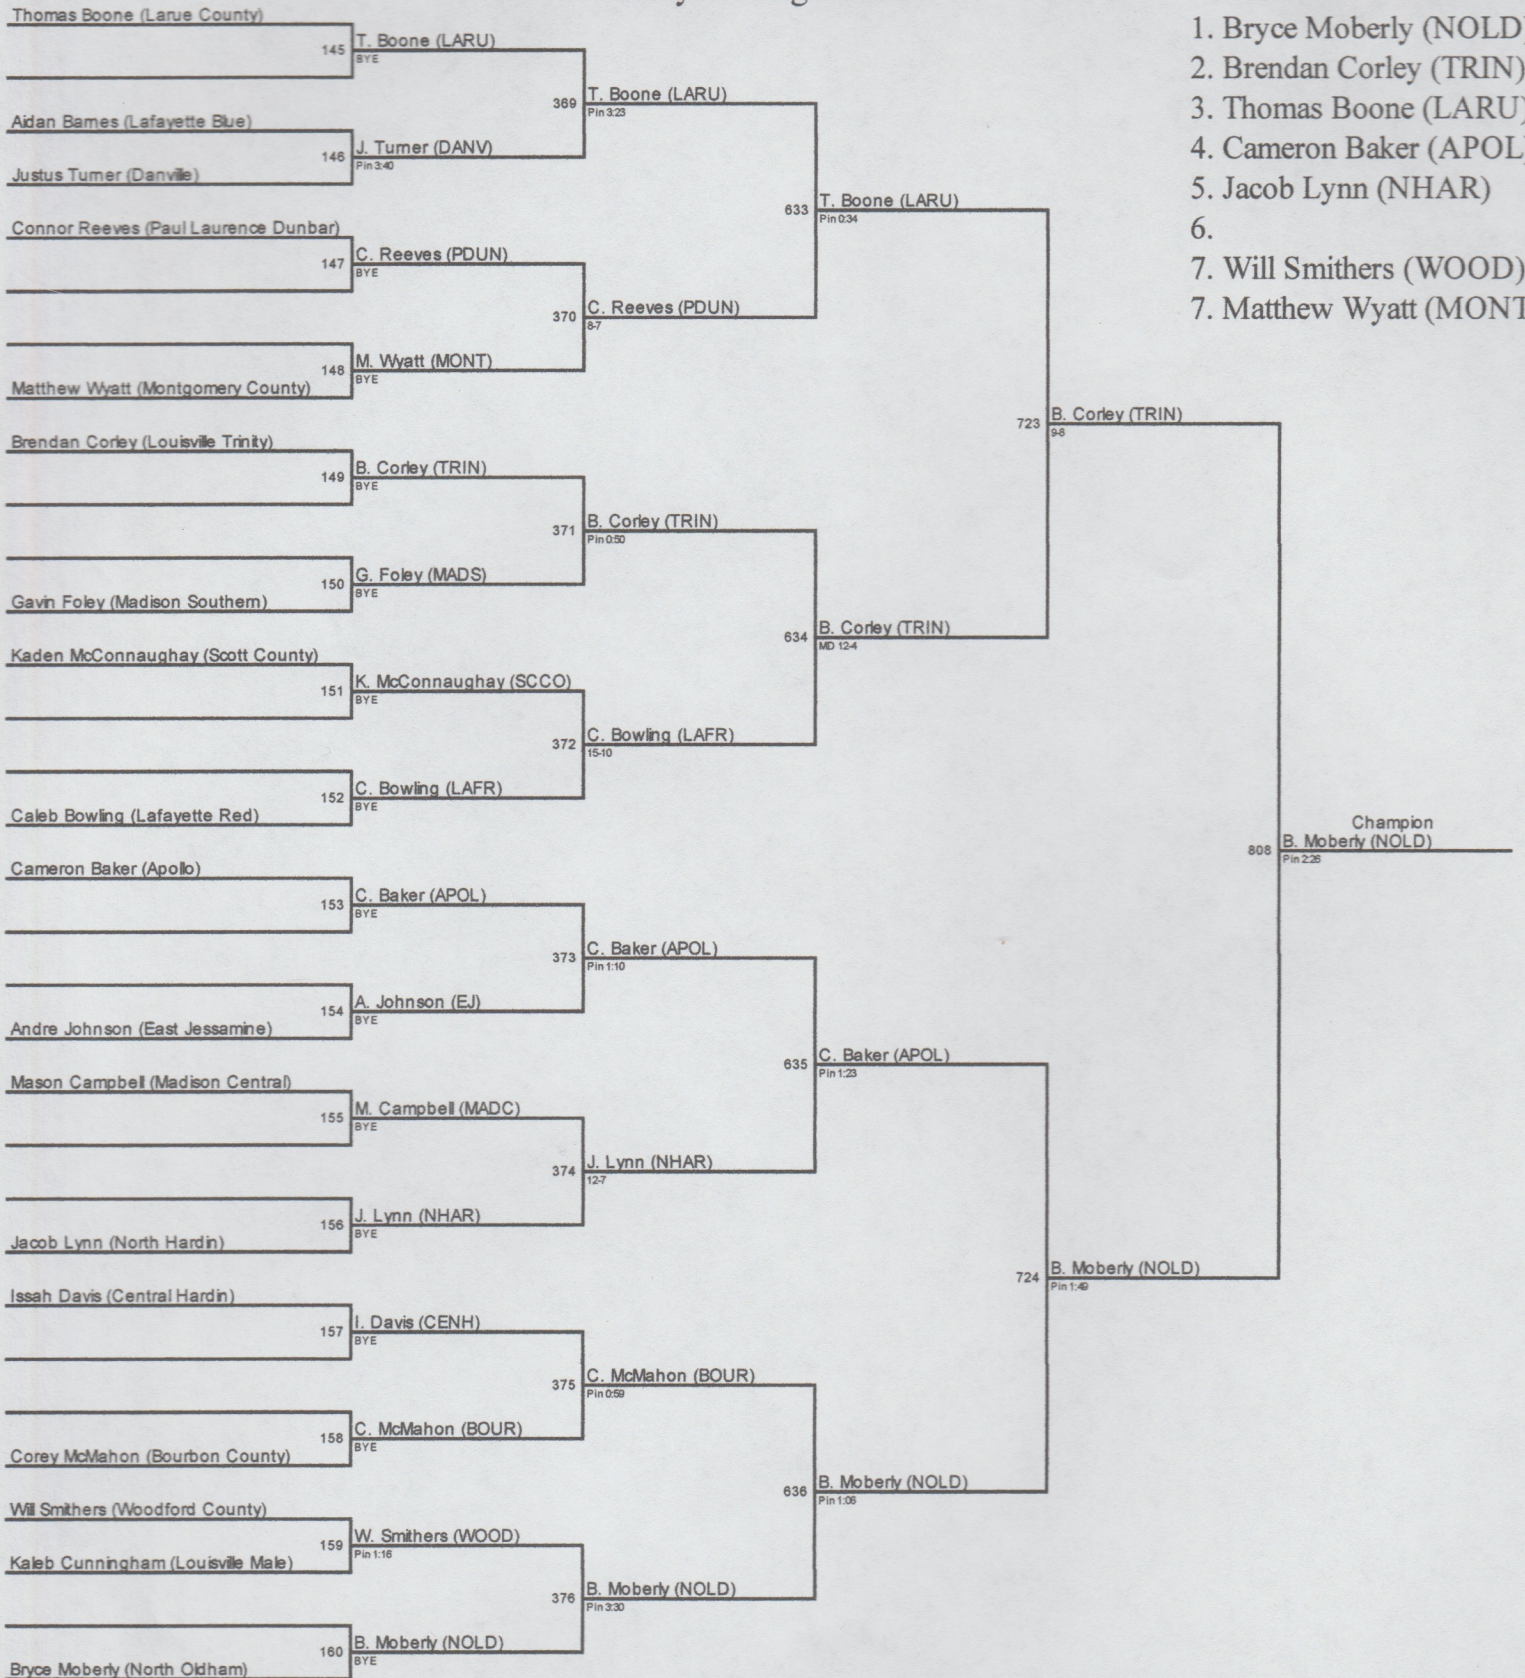 Thomas Boone (Larue County)
145
T. Boone (LARU)
BYE
Aidan Barnes (Lafayette Blue)
146
J. Turner (DANV)
Pin 3:40
Justus Turner (Danville)
369
T. Boone (LARU)
Pin 3:23
Connor Reeves (Paul Laurence Dunbar)
147
C. Reeves (PDUN)
BYE
148
M. Wyatt (MONT)
BYE
Matthew Wyatt (Montgomery County)
370
C. Reeves (PDUN)
8-7
633
T. Boone (LARU)
Pin 0:34
Brendan Corley (Louisville Trinity)
149
B. Corley (TRIN)
BYE
150
G. Foley (MADS)
BYE
Gavin Foley (Madison Southern)
371
B. Corley (TRIN)
Pin 0:50
Kaden McConnaughay (Scott County)
151
K. McConnaughay (SCCO)
BYE
152
C. Bowling (LAFR)
BYE
Caleb Bowling (Lafayette Red)
372
C. Bowling (LAFR)
15-10
634
B. Corley (TRIN)
MD 12-4
723
B. Corley (TRIN)
9-8
Cameron Baker (Apollo)
153
C. Baker (APOL)
BYE
154
A. Johnson (EJ)
BYE
Andre Johnson (East Jessamine)
373
C. Baker (APOL)
Pin 1:10
Mason Campbell (Madison Central)
155
M. Campbell (MADC)
BYE
156
J. Lynn (NHAR)
BYE
Jacob Lynn (North Hardin)
374
J. Lynn (NHAR)
12-7
635
C. Baker (APOL)
Pin 1:23
Issah Davis (Central Hardin)
157
I. Davis (CENH)
BYE
158
C. McMahon (BOUR)
BYE
Corey McMahon (Bourbon County)
375
C. McMahon (BOUR)
Pin 0:59
Will Smithers (Woodford County)
159
W. Smithers (WOOD)
Pin 1:16
Kaleb Cunningham (Louisville Male)
160
B. Moberly (NOLD)
BYE
Bryce Moberly (North Oldham)
376
B. Moberly (NOLD)
Pin 3:30
636
B. Moberly (NOLD)
Pin 1:06
724
B. Moberly (NOLD)
Pin 1:49
Champion
808
B. Moberly (NOLD)
Pin 2:26
1. Bryce Moberly (NOLD)
2. Brendan Corley (TRIN)
3. Thomas Boone (LARU)
4. Cameron Baker (APOL
5. Jacob Lynn (NHAR)
6.
7. Will Smithers (WOOD)
7. Matthew Wyatt (MONT